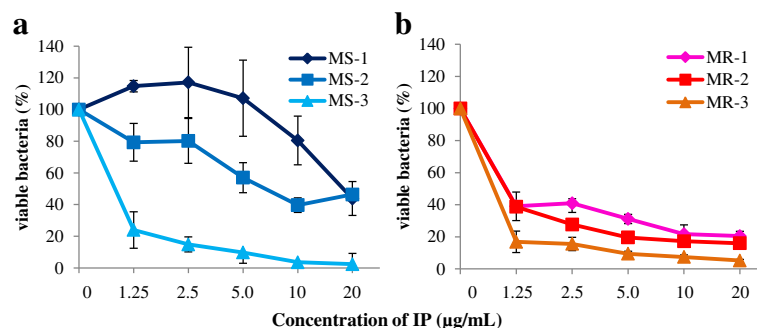 a
b
140
120
100
80
60
40
20
0
viable bacteria (%)
MS-1
MS-2
MS-3
0 1.25 2.5 5.0 10 20
140
120
100
80
60
40
20
0
viable bacteria (%)
MR-1
MR-2
MR-3
0 1.25 2.5 5.0 10 20
Concentration of IP (µg/mL)